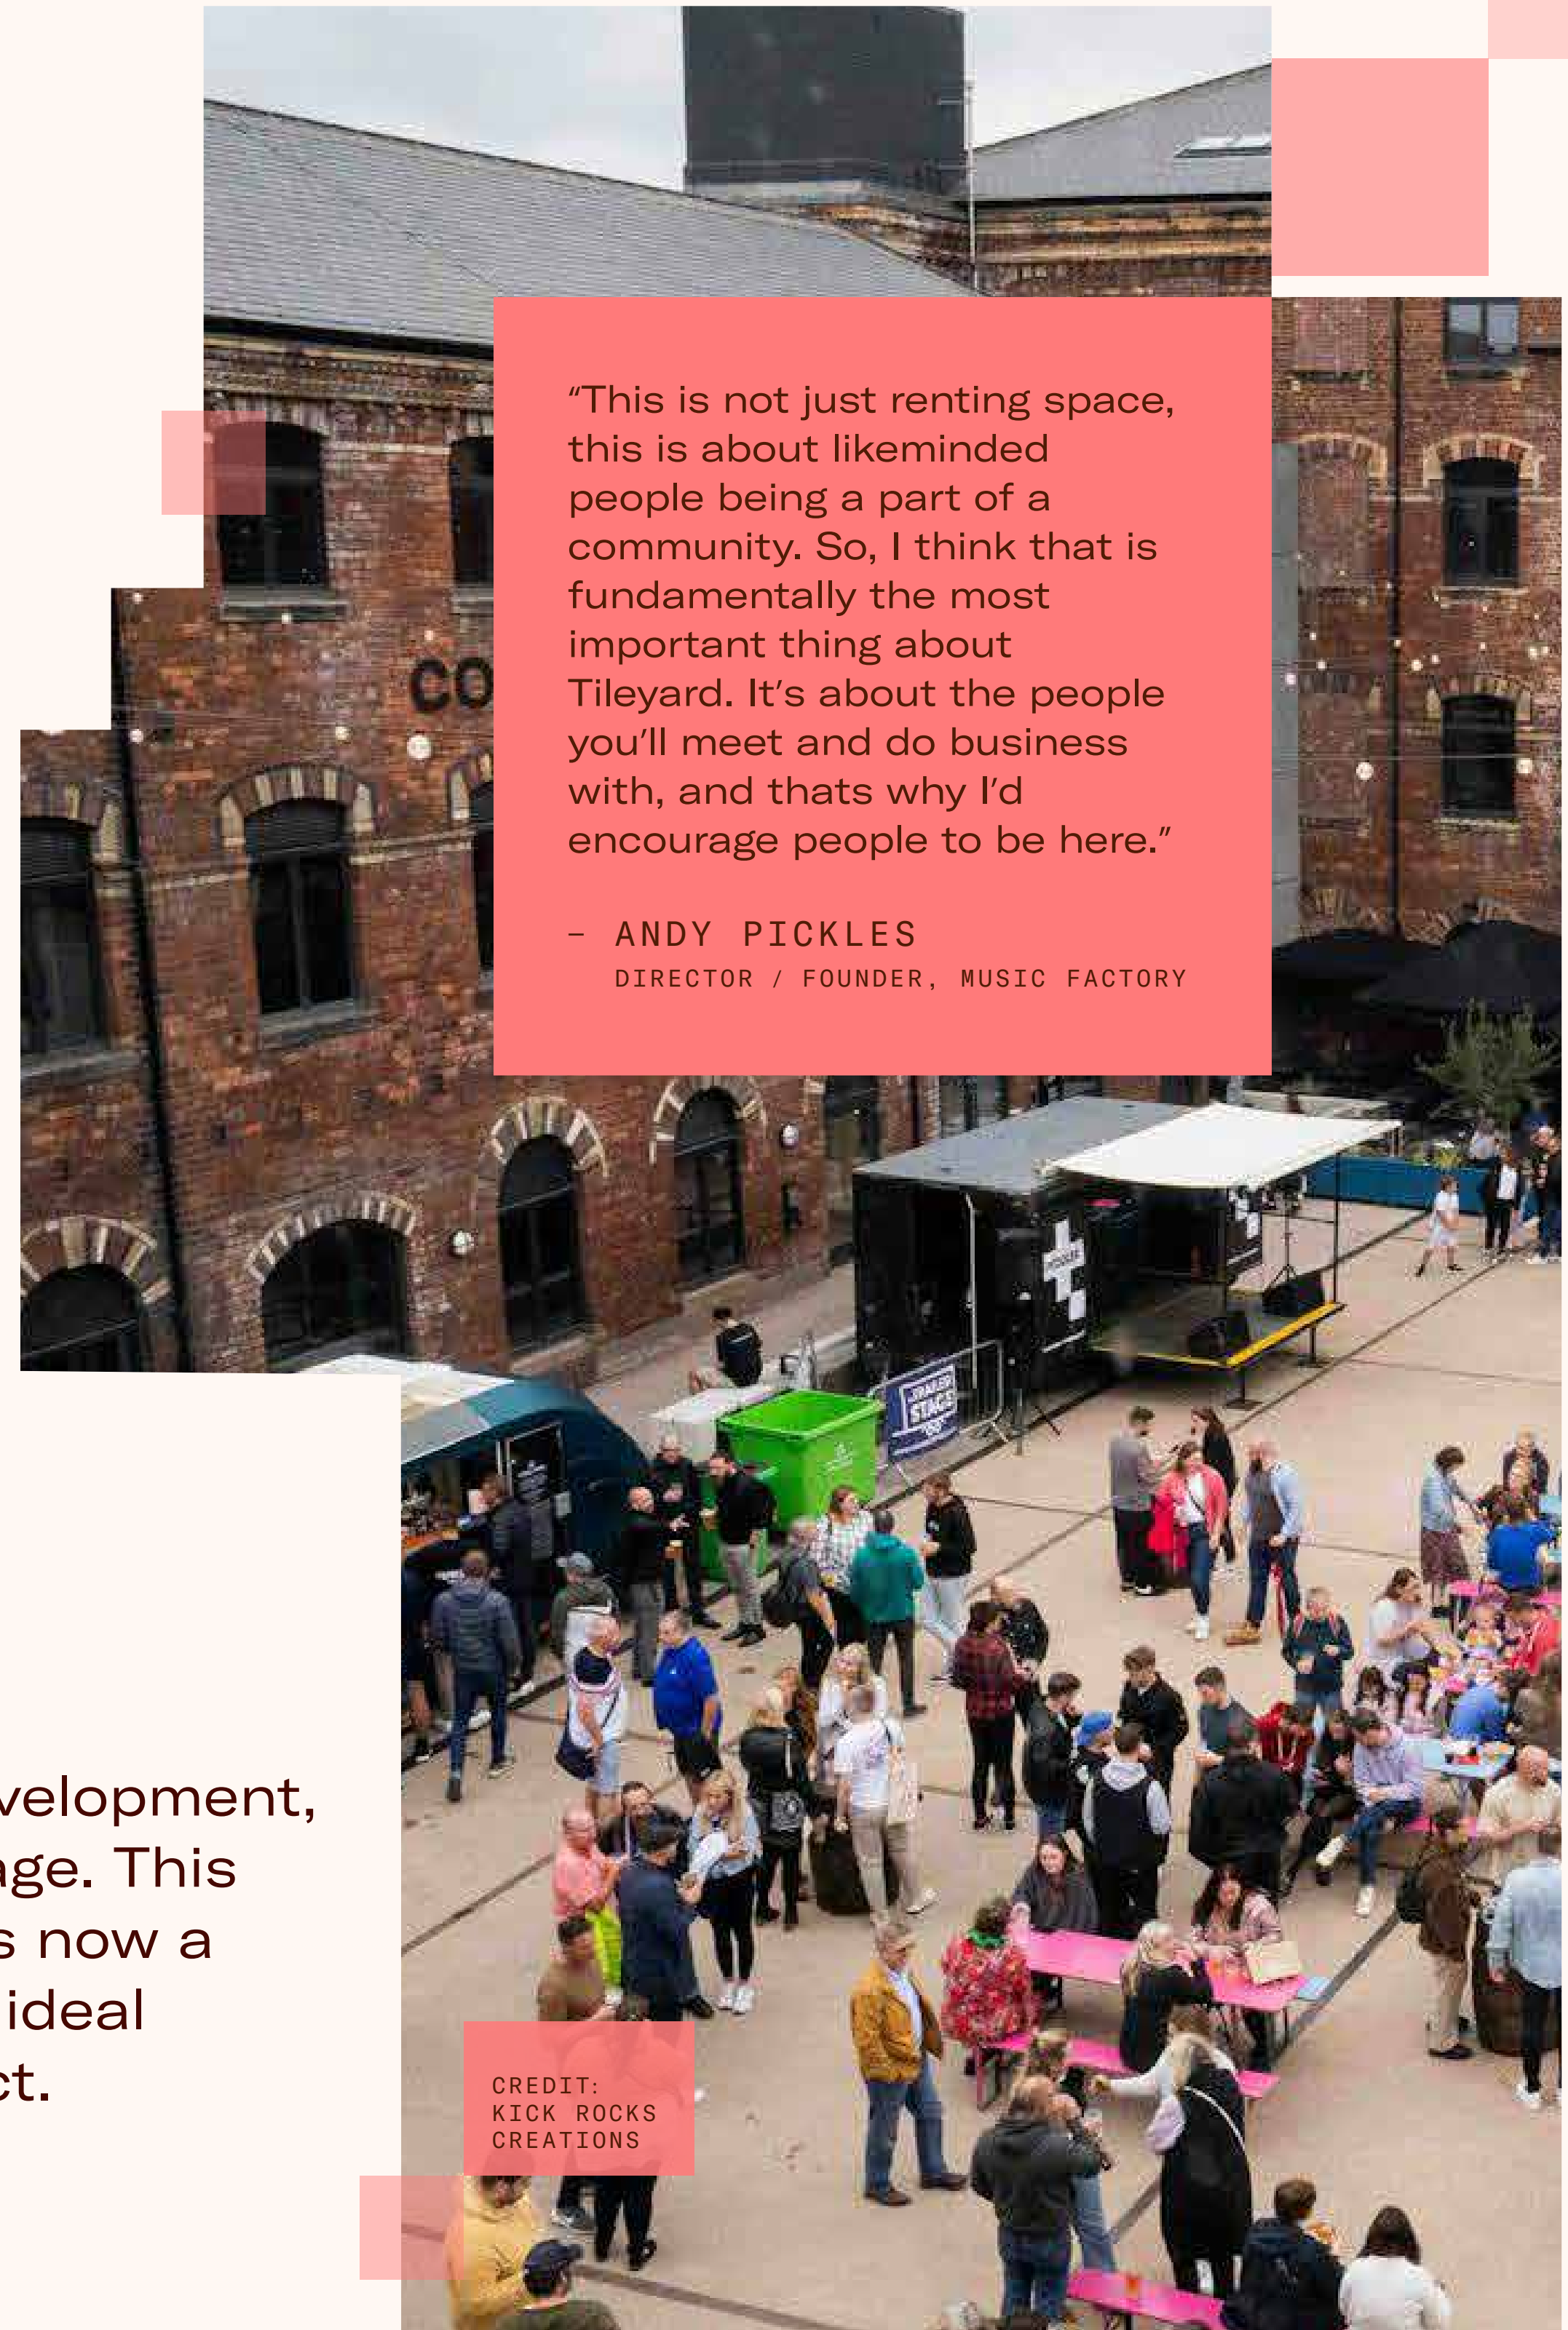 “This is not just renting space,
this is about likeminded
people being a part of a
community. So, I think that is
fundamentally the most
important thing about
Tileyard. It’s about the people
you’ll meet and do business
with, and thats why I’d
encourage people to be here.”
– ANDY PICKLES
DIRECTOR / FOUNDER, MUSIC FACTORY
CO
TRAILER
STAGE
velopment,
age. This
s now a
ideal
ct.
CREDIT:
KICK ROCKS
CREATIONS